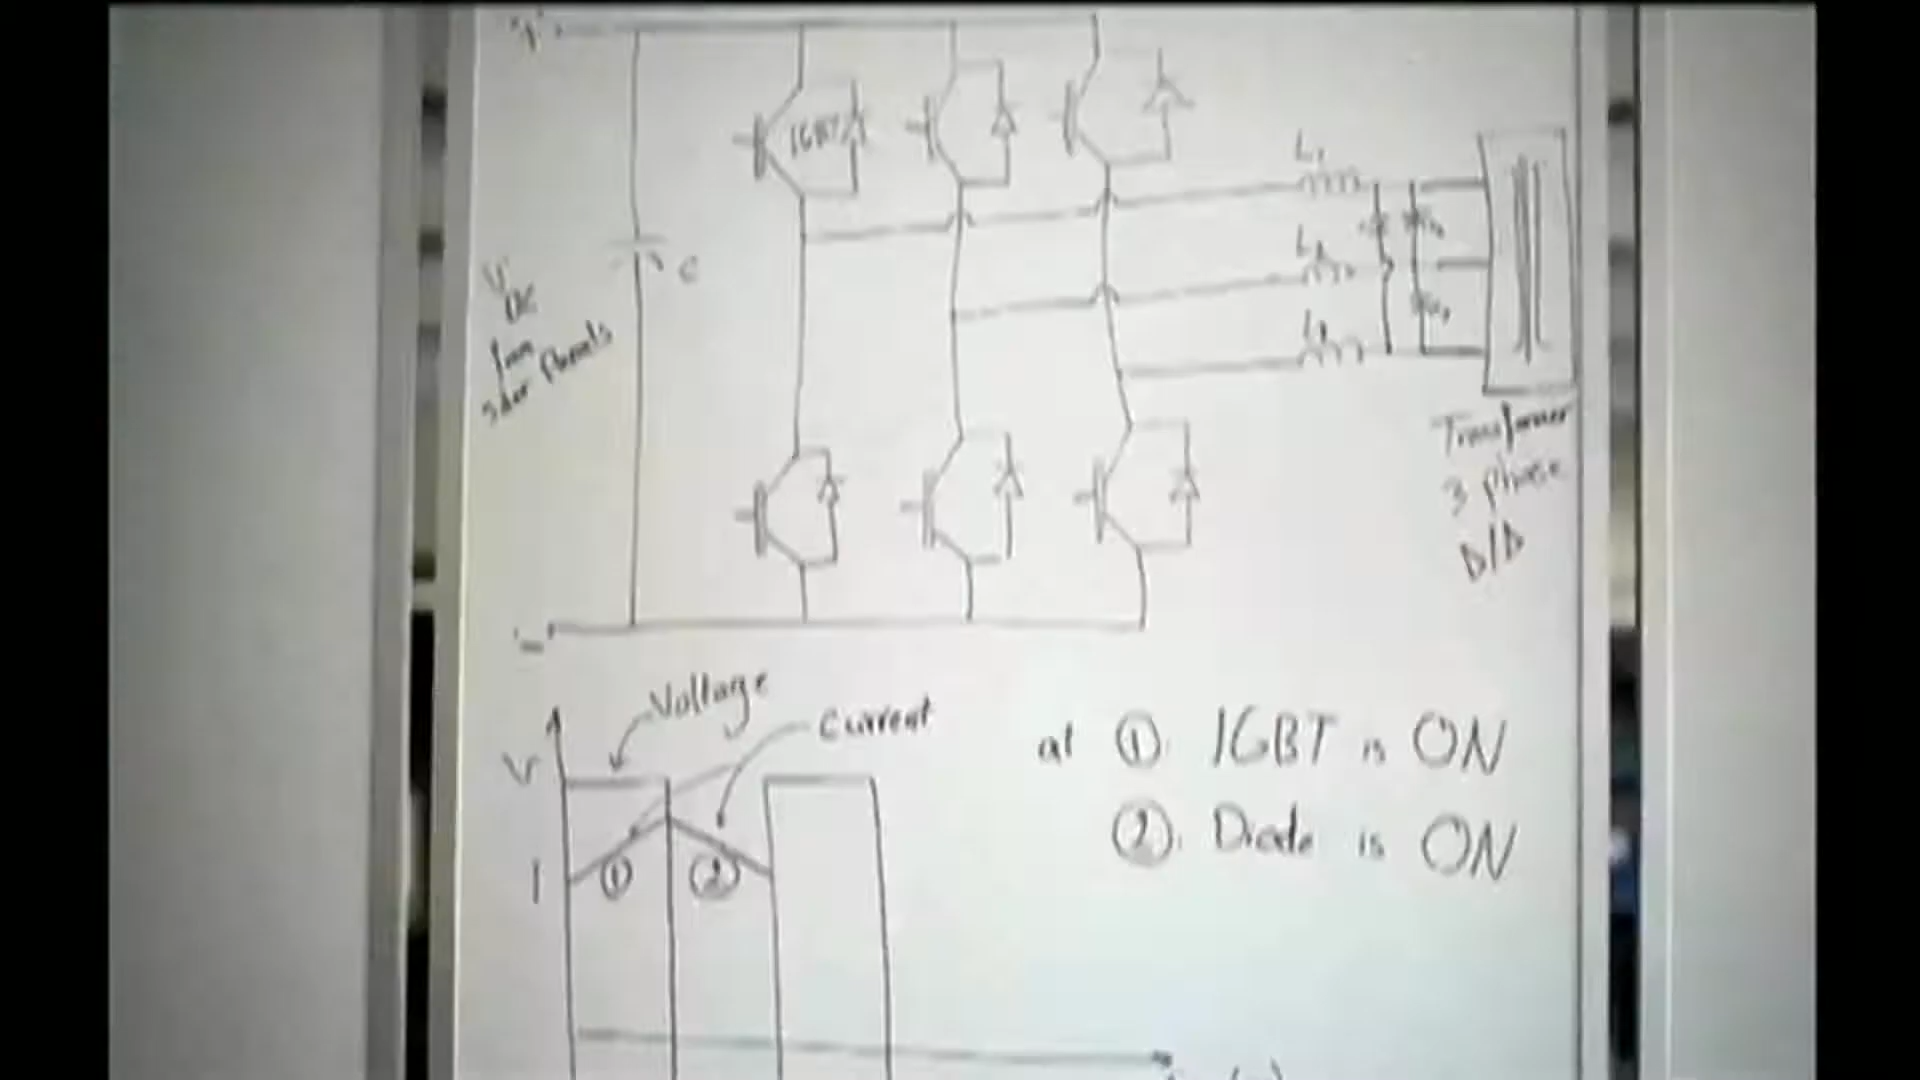 "+"
IGBT
L1
L2
C
V
DC
from
solar Panels
L3
Transformer
3 phase
Δ/Δ
"-"
Voltage
Current
V
at ① IGBT is ON
②. Diode is ON
I
①
②